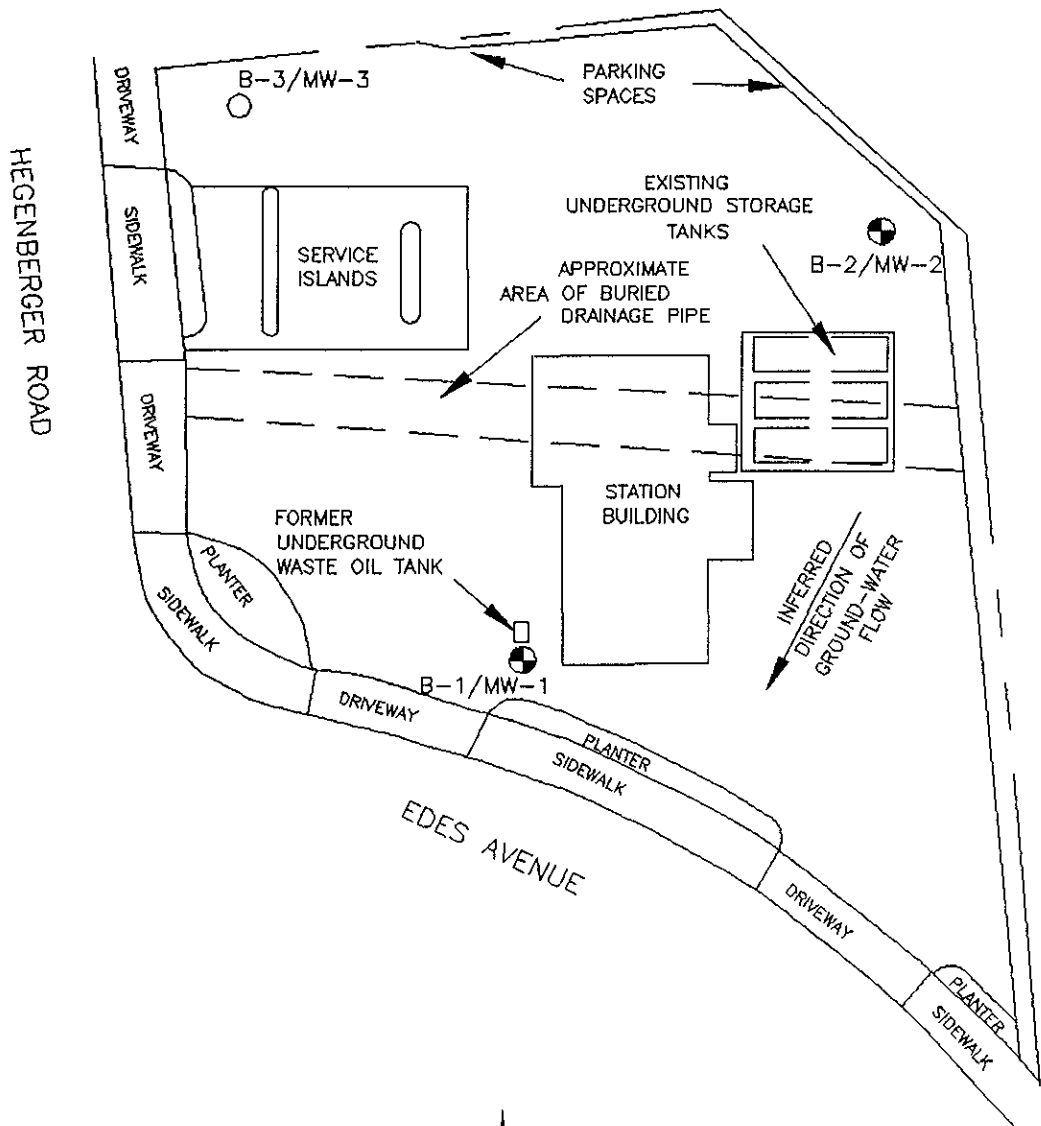 B-3/MW-3
PARKING
SPACES
DRIVEWAY
HEGENBERGER ROAD
SIDEWALK
EXISTING
UNDERGROUND STORAGE
TANKS
B-2/MW-2
SERVICE
ISLANDS
APPROXIMATE
AREA OF BURIED
DRAINAGE PIPE
DRIVEWAY
STATION
BUILDING
FORMER
UNDERGROUND
WASTE OIL TANK
INFERRED
DIRECTION OF
GROUND-WATER
FLOW
PLANTER
SIDEWALK
B-1/MW-1
DRIVEWAY
PLANTER
SIDEWALK
EDES AVENUE
DRIVEWAY
PLANTER
SIDEWALK